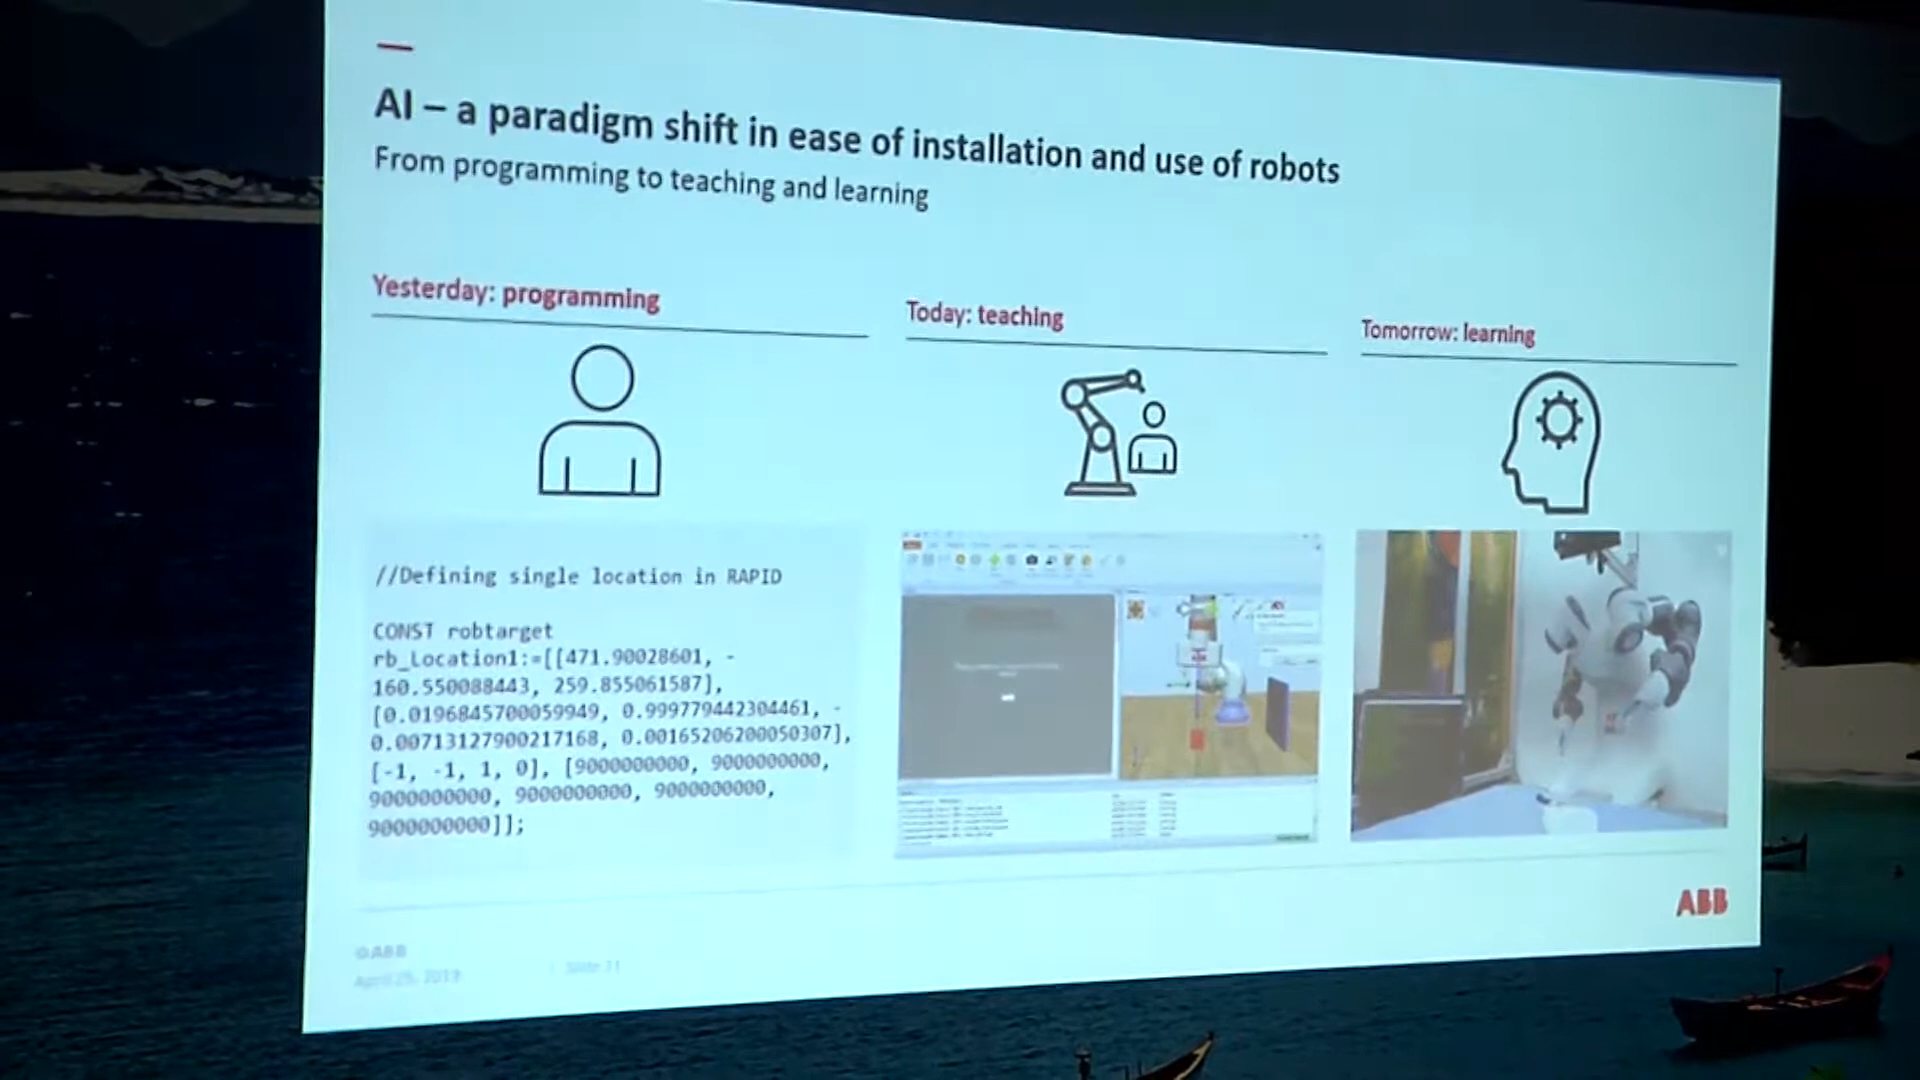 AI – a paradigm shift in ease of installation and use of robots
From programming to teaching and learning
Yesterday: programming
Today: teaching
Tomorrow: learning
//Defining single location in RAPID
CONST robtarget
rb_Location1:=[[471.90028601, -
160.550088443, 259.855061587],
[0.0196845700059949, 0.999779442304461, -
0.00713127900217168, 0.00165206200050307],
[-1, -1, 1, 0], [9000000000, 9000000000,
9000000000, 9000000000, 9000000000,
9000000000]];
ABB
©ABB
April 25, 2019